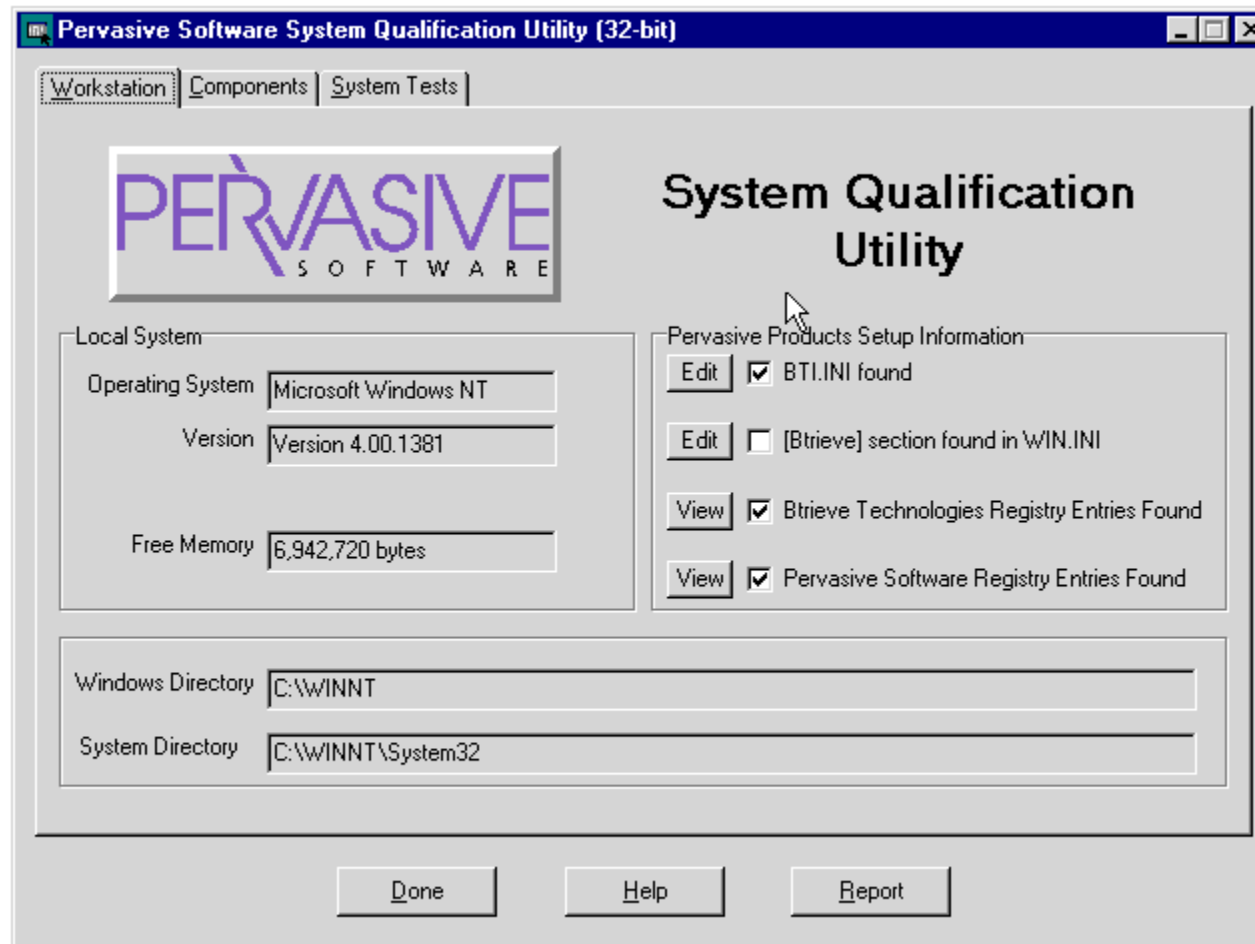 Pervasive Software System Qualification Utility (32-bit)
Workstation Components System Tests
PERVASIVE
SOFTWARE
System Qualification
Utility
Local System
Operating System Microsoft Windows NT
Version Version 4.00.1381
Free Memory 6,942,720 bytes
Pervasive Products Setup Information
Edit BTI.INI found
Edit [Btrieve] section found in WIN.INI
View Btrieve Technologies Registry Entries Found
View Pervasive Software Registry Entries Found
Windows Directory C:\WINNT
System Directory C:\WINNT\System32
Done Help Report